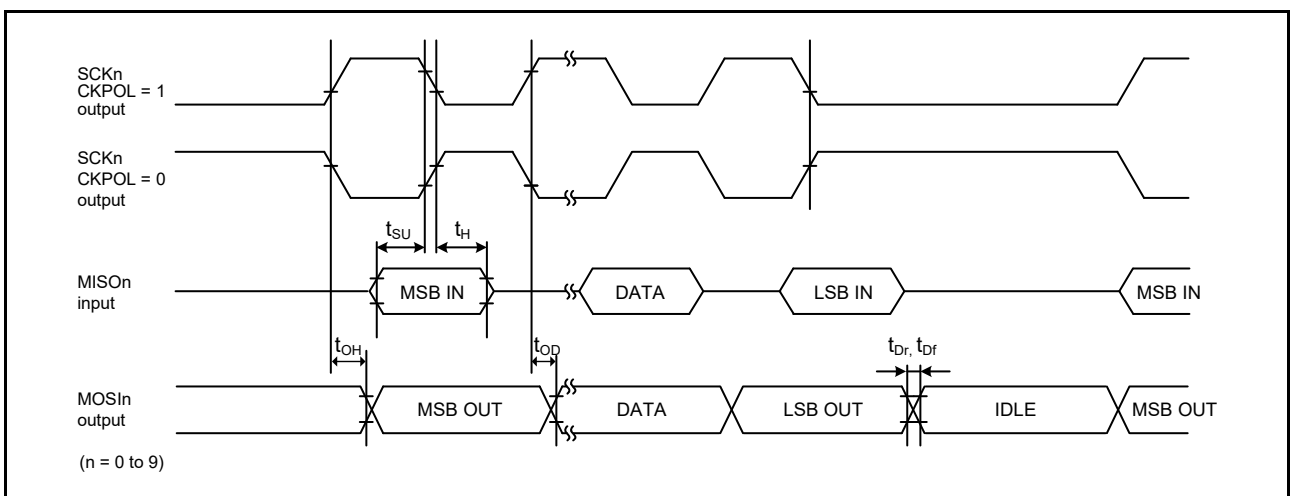 SCKn
CKPOL = 1
output
SCKn
CKPOL = 0
output
tSU
tH
MISOn
input
MSB IN
DATA
LSB IN
MSB IN
tOH
tOD
tDr, tDf
MOSIn
output
MSB OUT
DATA
LSB OUT
IDLE
MSB OUT
(n = 0 to 9)